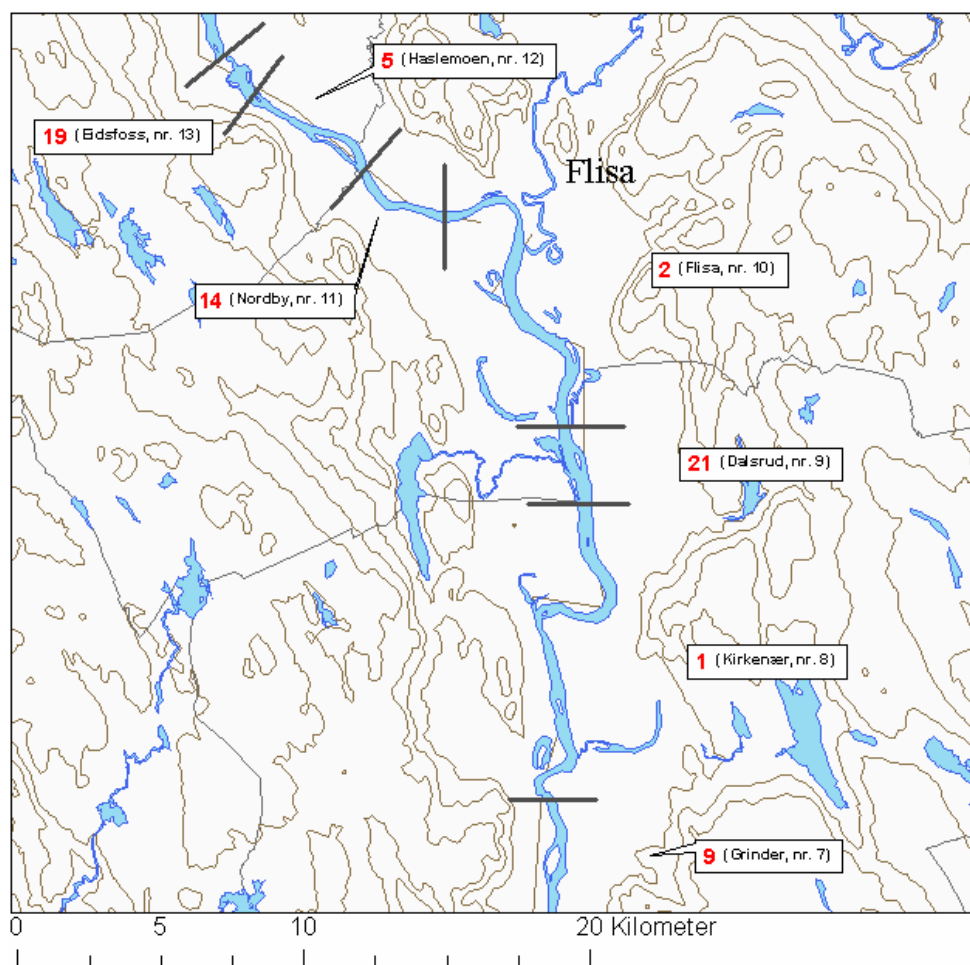 5 (Haslemoen, nr. 12)
19 (Eidsfoss, nr. 13)
Flisa
2 (Flisa, nr. 10)
14 (Nordby, nr. 11)
21 (Dalsrud, nr. 9)
1 (Kirkenær, nr. 8)
9 (Grinder, nr. 7)
0 5 10 20 Kilometer